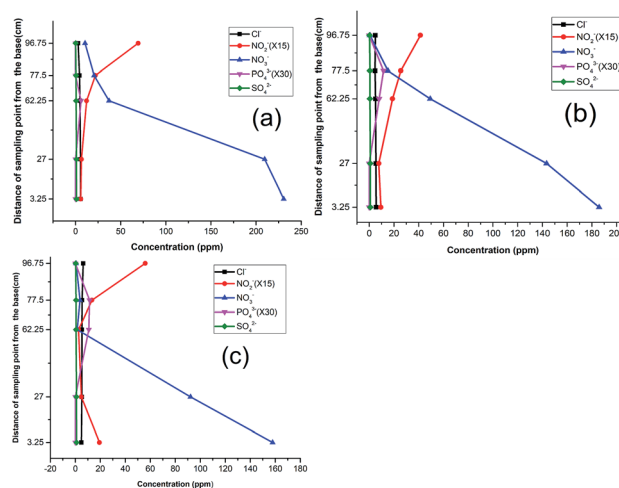 (a)
Cl⁻
NO₂⁻(X15)
NO₃⁻
PO₄³⁻(X30)
SO₄²⁻
96.75
77.5
62.25
27
3.25
0
50
100
150
200
250
Distance of sampling point from the base(cm)
Concentration (ppm)
(b)
Cl⁻
NO₂⁻(X15)
NO₃⁻
PO₄³⁻(X30)
SO₄²⁻
96.75
77.5
62.25
27
3.25
0
20
40
60
80
100
120
140
160
180
Distance of sampling point from the base(cm)
Concentration (ppm)
(c)
Cl⁻
NO₂⁻(X15)
NO₃⁻
PO₄³⁻(X30)
SO₄²⁻
96.75
77.5
62.25
27
3.25
-20
0
20
40
60
80
100
120
140
160
180
Distance of sampling point from the base(cm)
Concentration (ppm)